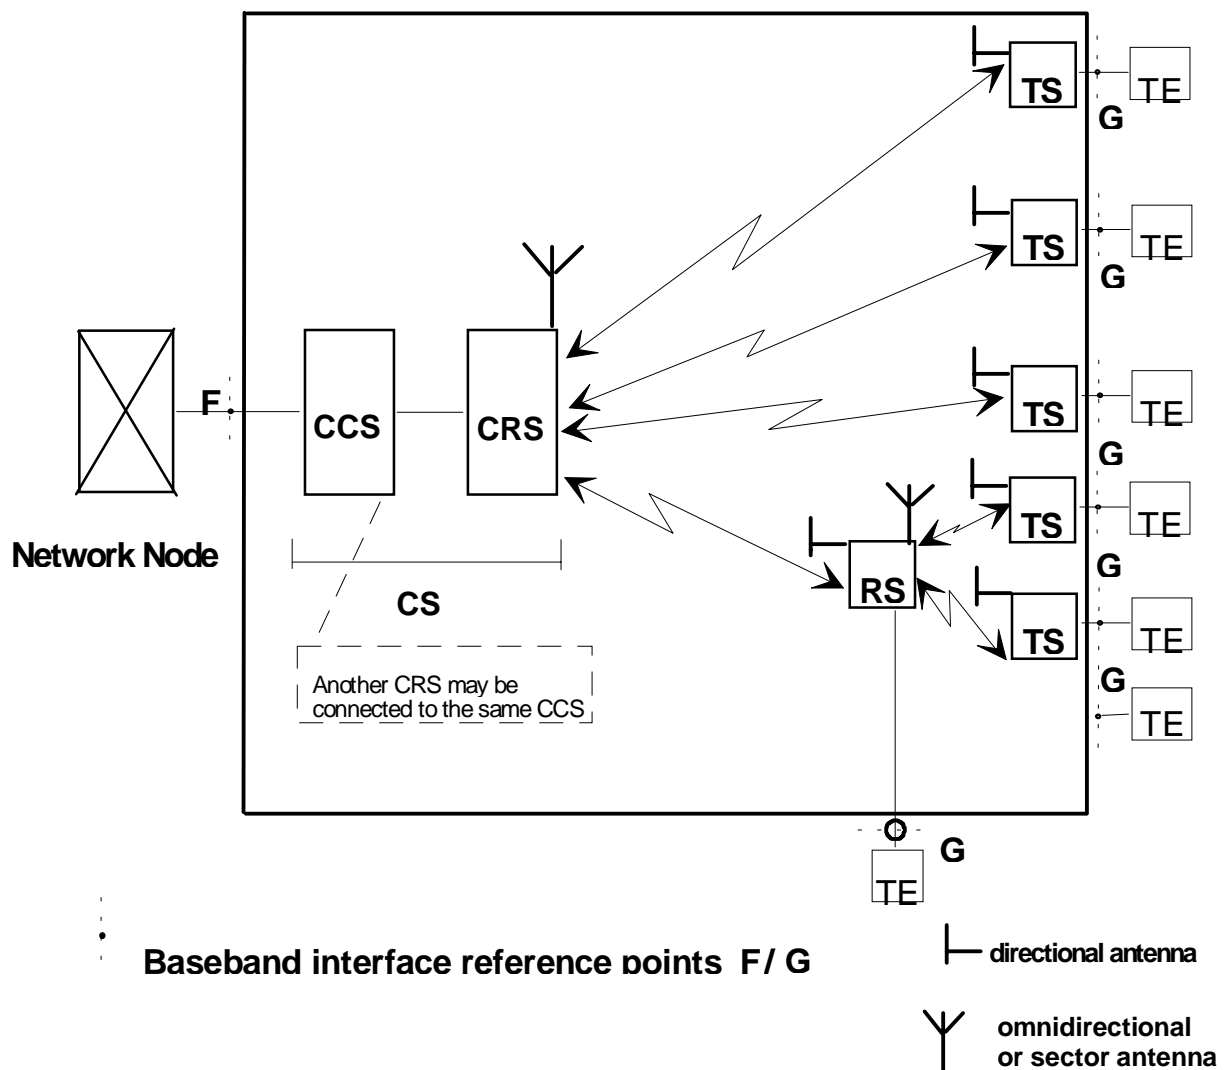 TS
TE
G
TS
TE
G
F
CCS
CRS
TS
TE
G
TS
TE
Network Node
G
CS
RS
TS
TE
G
Another CRS may be
connected to the same CCS
TE
G
TE
Baseband interface reference points F/ G
directional antenna
omnidirectional
or sector antenna